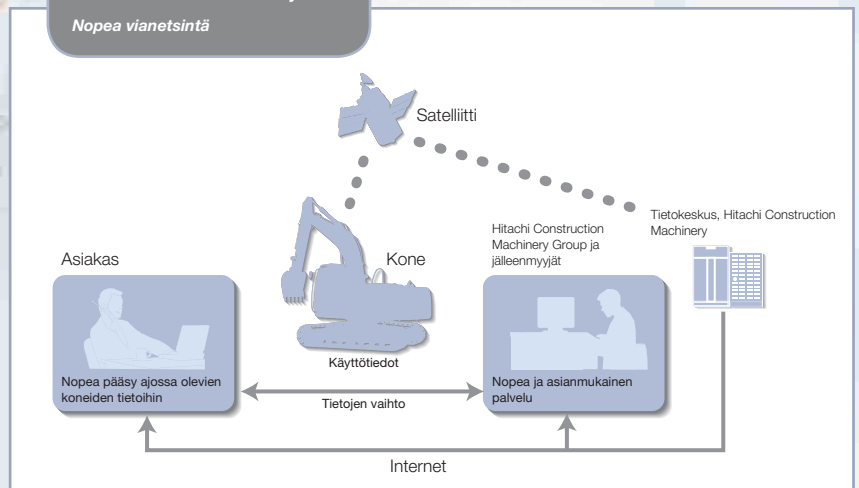 Nopea vianetsintä
Satelliitti
Tietokeskus, Hitachi Construction
Machinery
Hitachi Construction
Machinery Group ja
jälleenmyyjät
Asiakas
Kone
Käyttötiedot
Nopea pääsy ajossa olevien
koneiden tietoihin
Tietojen vaihto
Nopea ja asianmukainen
palvelu
Internet